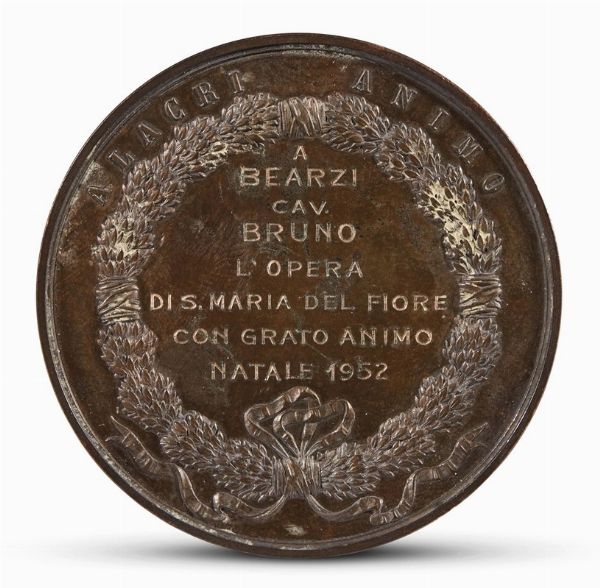 ALACRI ANIMO
A
BEARZI
CAV.
BRUNO
L'OPERA
DI S. MARIA DEL FIORE
CON GRATO ANIMO
NATALE 1952